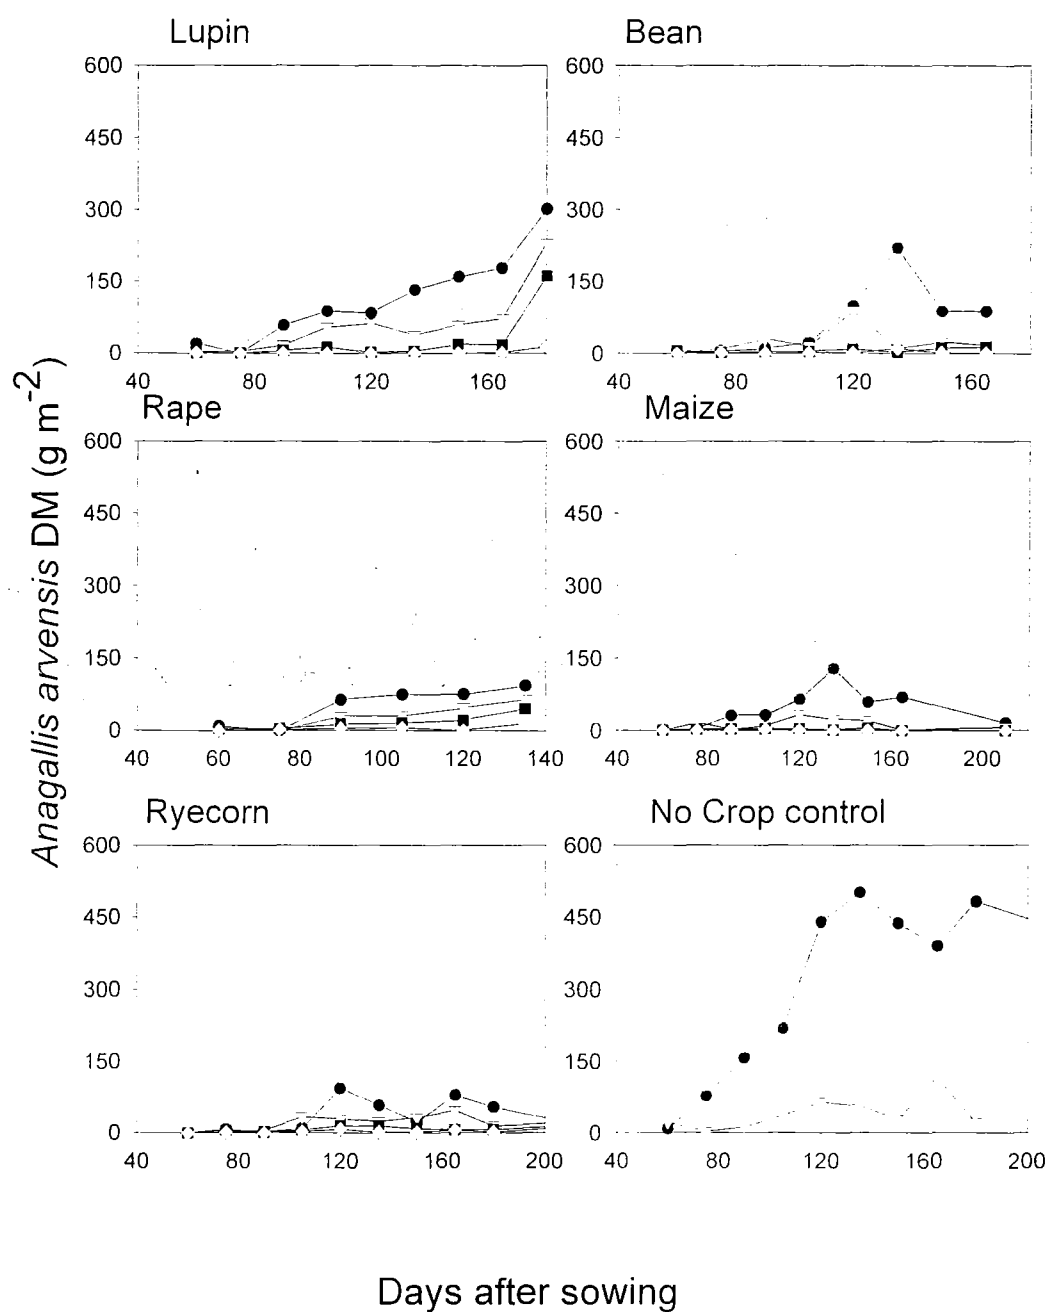 Lupin
Bean
600
450
300
150
0
40 80 120 160
600
450
300
150
0
40 80 120 160
Rape
Maize
600
450
300
150
0
40 60 80 100 120 140
600
450
300
150
0
40 80 120 160 200
Ryecorn
No Crop control
600
450
300
150
0
40 80 120 160 200
600
450
300
150
0
40 80 120 160 200
Anagallis arvensis DM (g m⁻²)
Days after sowing